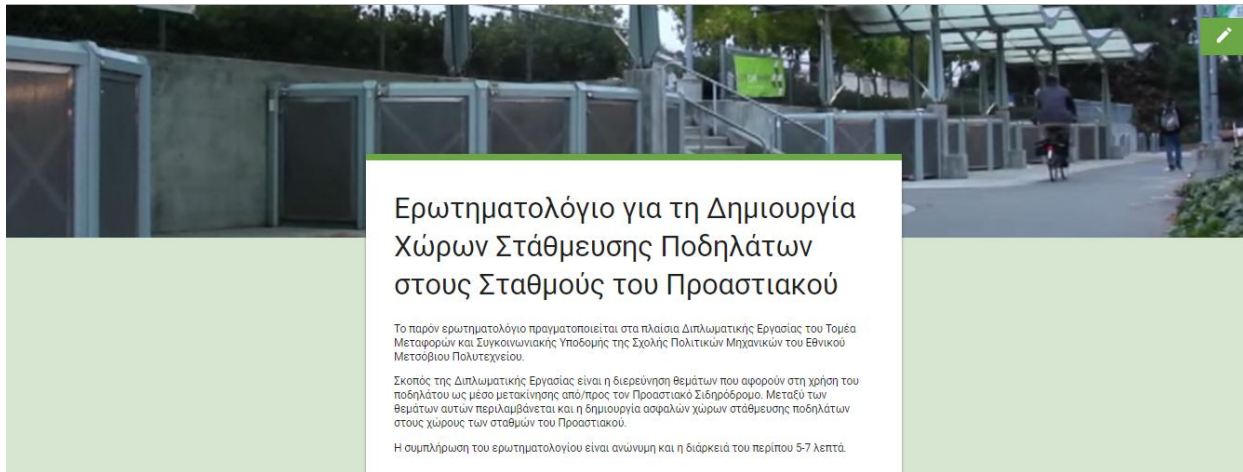 Ερωτηματολόγιο για τη Δημιουργία
Χώρων Στάθμευσης Ποδηλάτων
στους Σταθμούς του Προαστιακού
Το παρόν ερωτηματολόγιο πραγματοποιείται στα πλαίσια Διπλωματικής Εργασίας του Τομέα
Μεταφορών και Συγκοινωνιακής Υποδομής της Σχολής Πολιτικών Μηχανικών του Εθνικού
Μετσόβιου Πολυτεχνείου.
Σκοπός της Διπλωματικής Εργασίας είναι η διερεύνηση θεμάτων που αφορούν στη χρήση του
ποδηλάτου ως μέσο μετακίνησης από/προς τον Προαστιακό Σιδηρόδρομο. Μεταξύ των
θεμάτων αυτών περιλαμβάνεται και η δημιουργία ασφαλών χώρων στάθμευσης ποδηλάτων
στους χώρους των σταθμών του Προαστιακού.
Η συμπλήρωση του ερωτηματολογίου είναι ανώνυμη και η διάρκειά του περίπου 5-7 λεπτά.